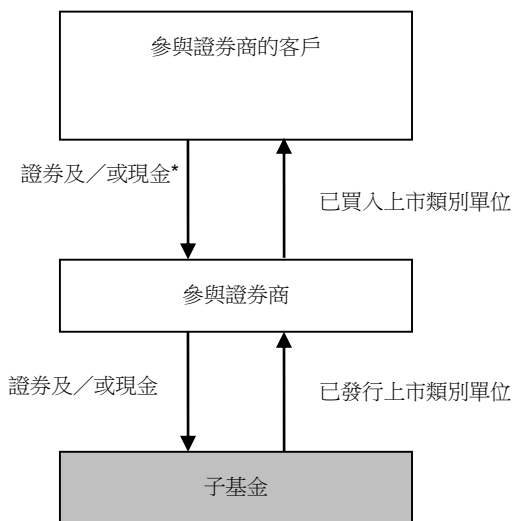 參與證券商的客戶
證券及／或現金*
已買入上市類別單位
參與證券商
證券及／或現金
已發行上市類別單位
子基金